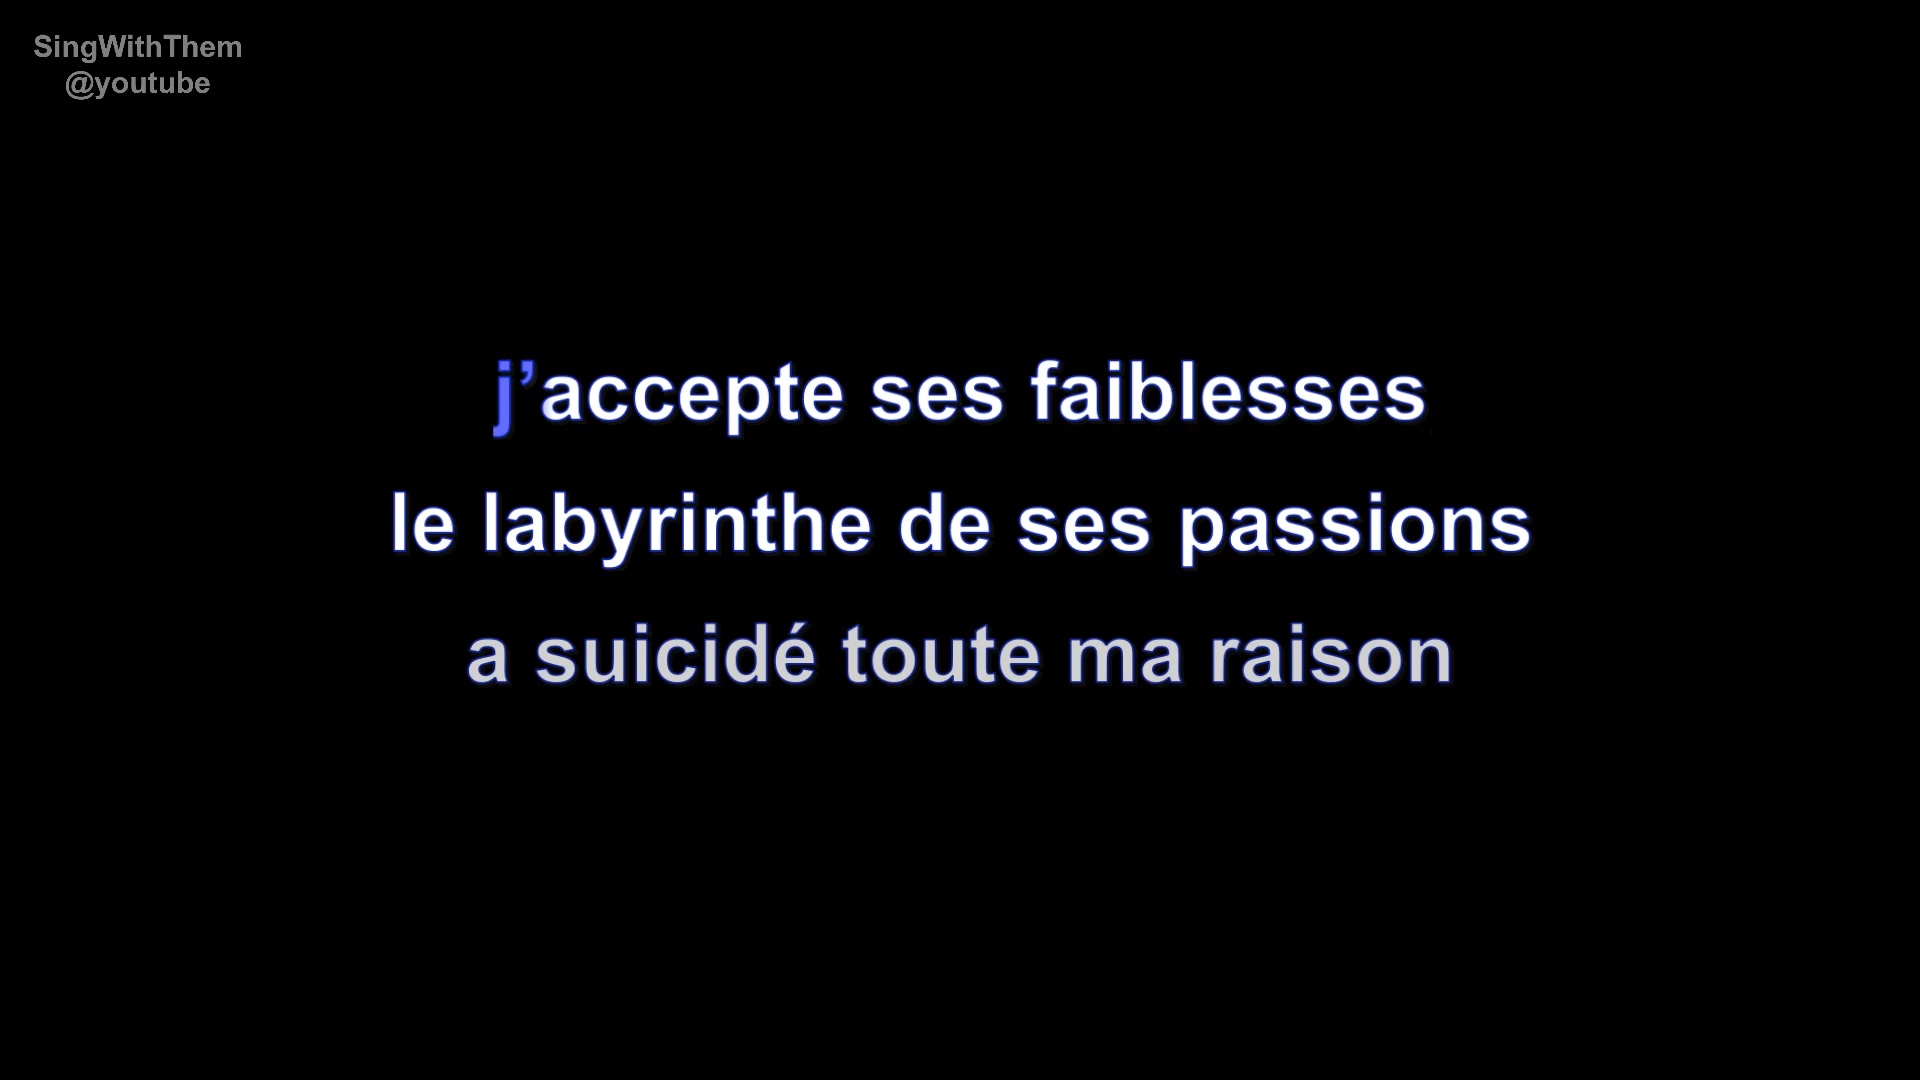 SingWithThem
@youtube
j’accepte ses faiblesses
le labyrinthe de ses passions
a suicidé toute ma raison